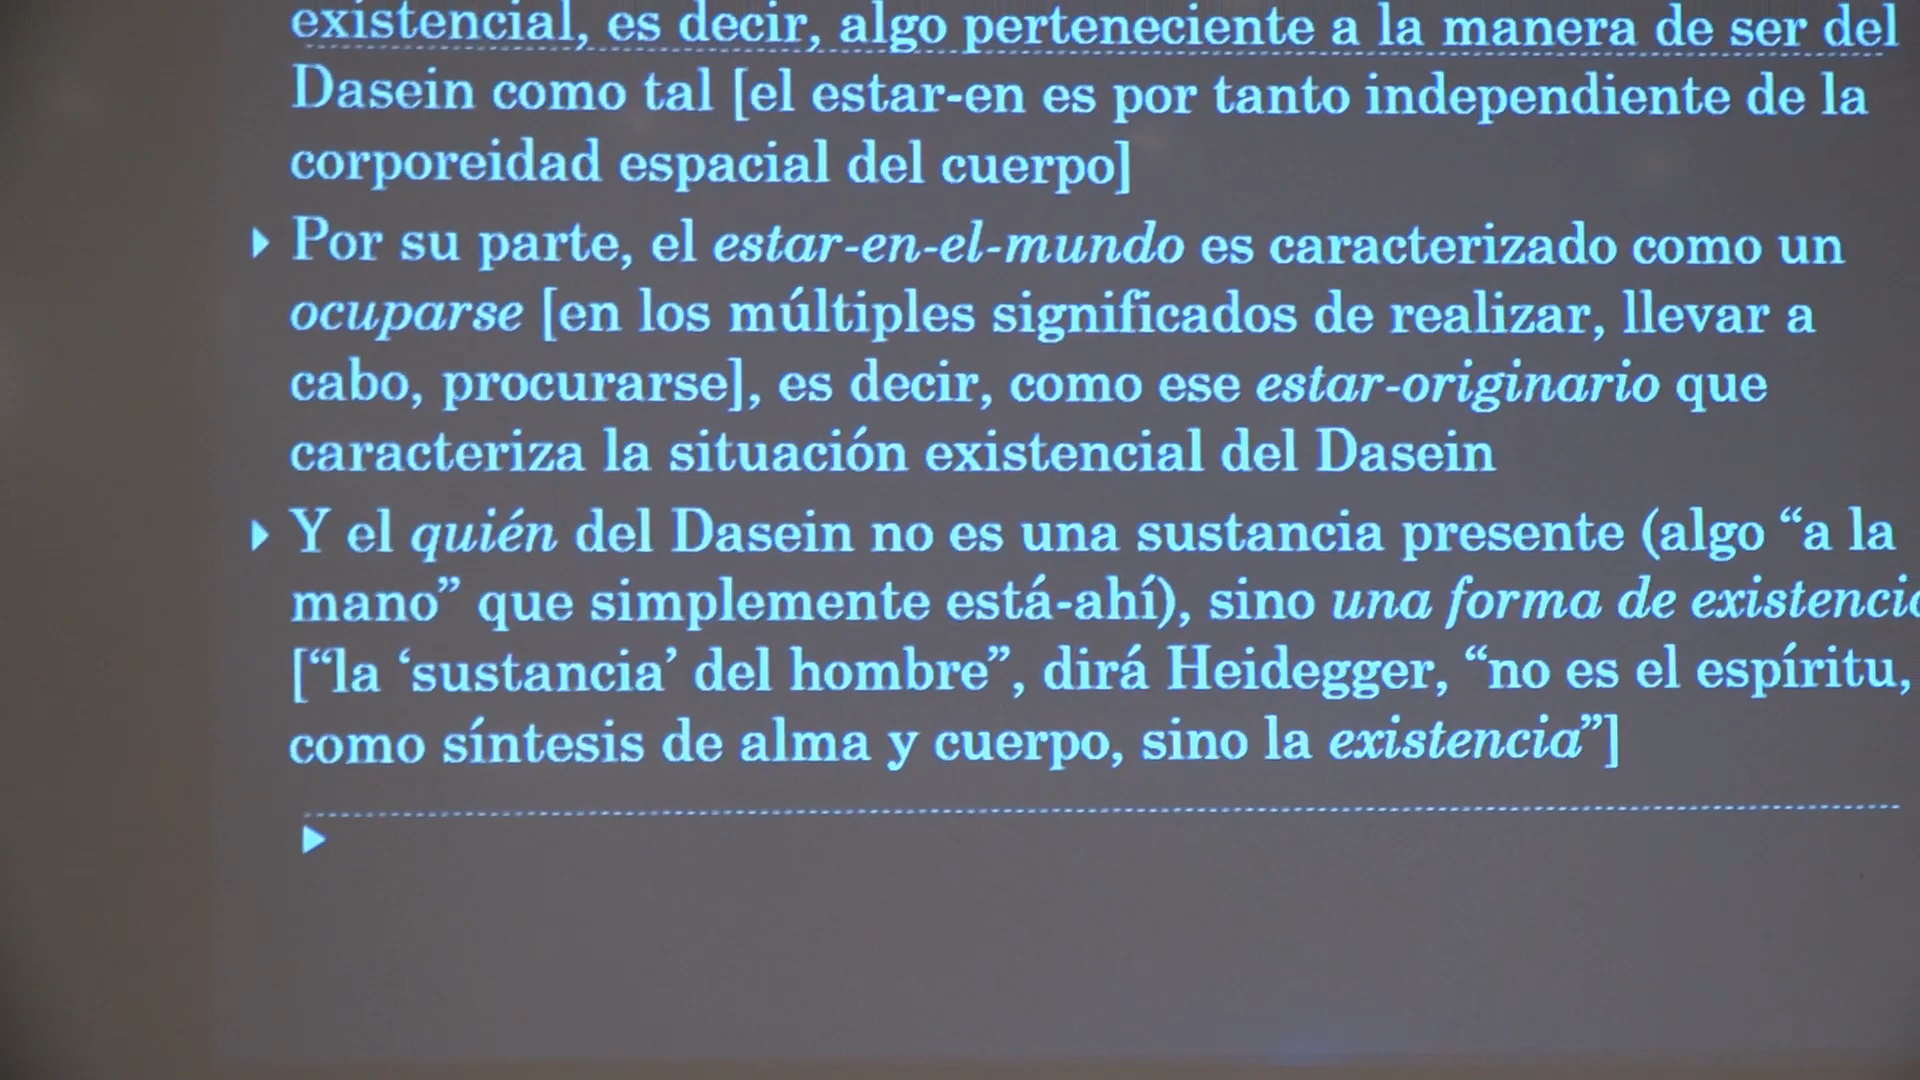 existencial, es decir, algo perteneciente a la manera de ser del
Dasein como tal [el estar-en es por tanto independiente de la
corporeidad espacial del cuerpo]
Por su parte, el estar-en-el-mundo es caracterizado como un
ocuparse [en los múltiples significados de realizar, llevar a
cabo, procurarse], es decir, como ese estar-originario que
caracteriza la situación existencial del Dasein
Y el quién del Dasein no es una sustancia presente (algo “a la
mano” que simplemente está-ahí), sino una forma de existencia
[“la ‘sustancia’ del hombre”, dirá Heidegger, “no es el espíritu,
como síntesis de alma y cuerpo, sino la existencia”]